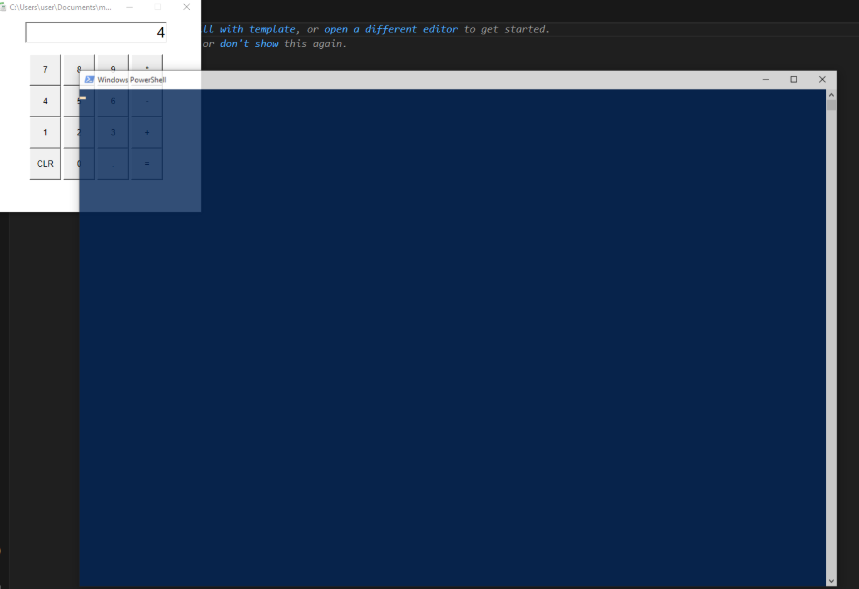 C:\Users\user\Documents\m...
4
ll with template, or open a different editor to get started.
or don't show this again.
7 8 9 *
Windows PowerShell
4 5 6 -
1 2 3 +
CLR 0 . =